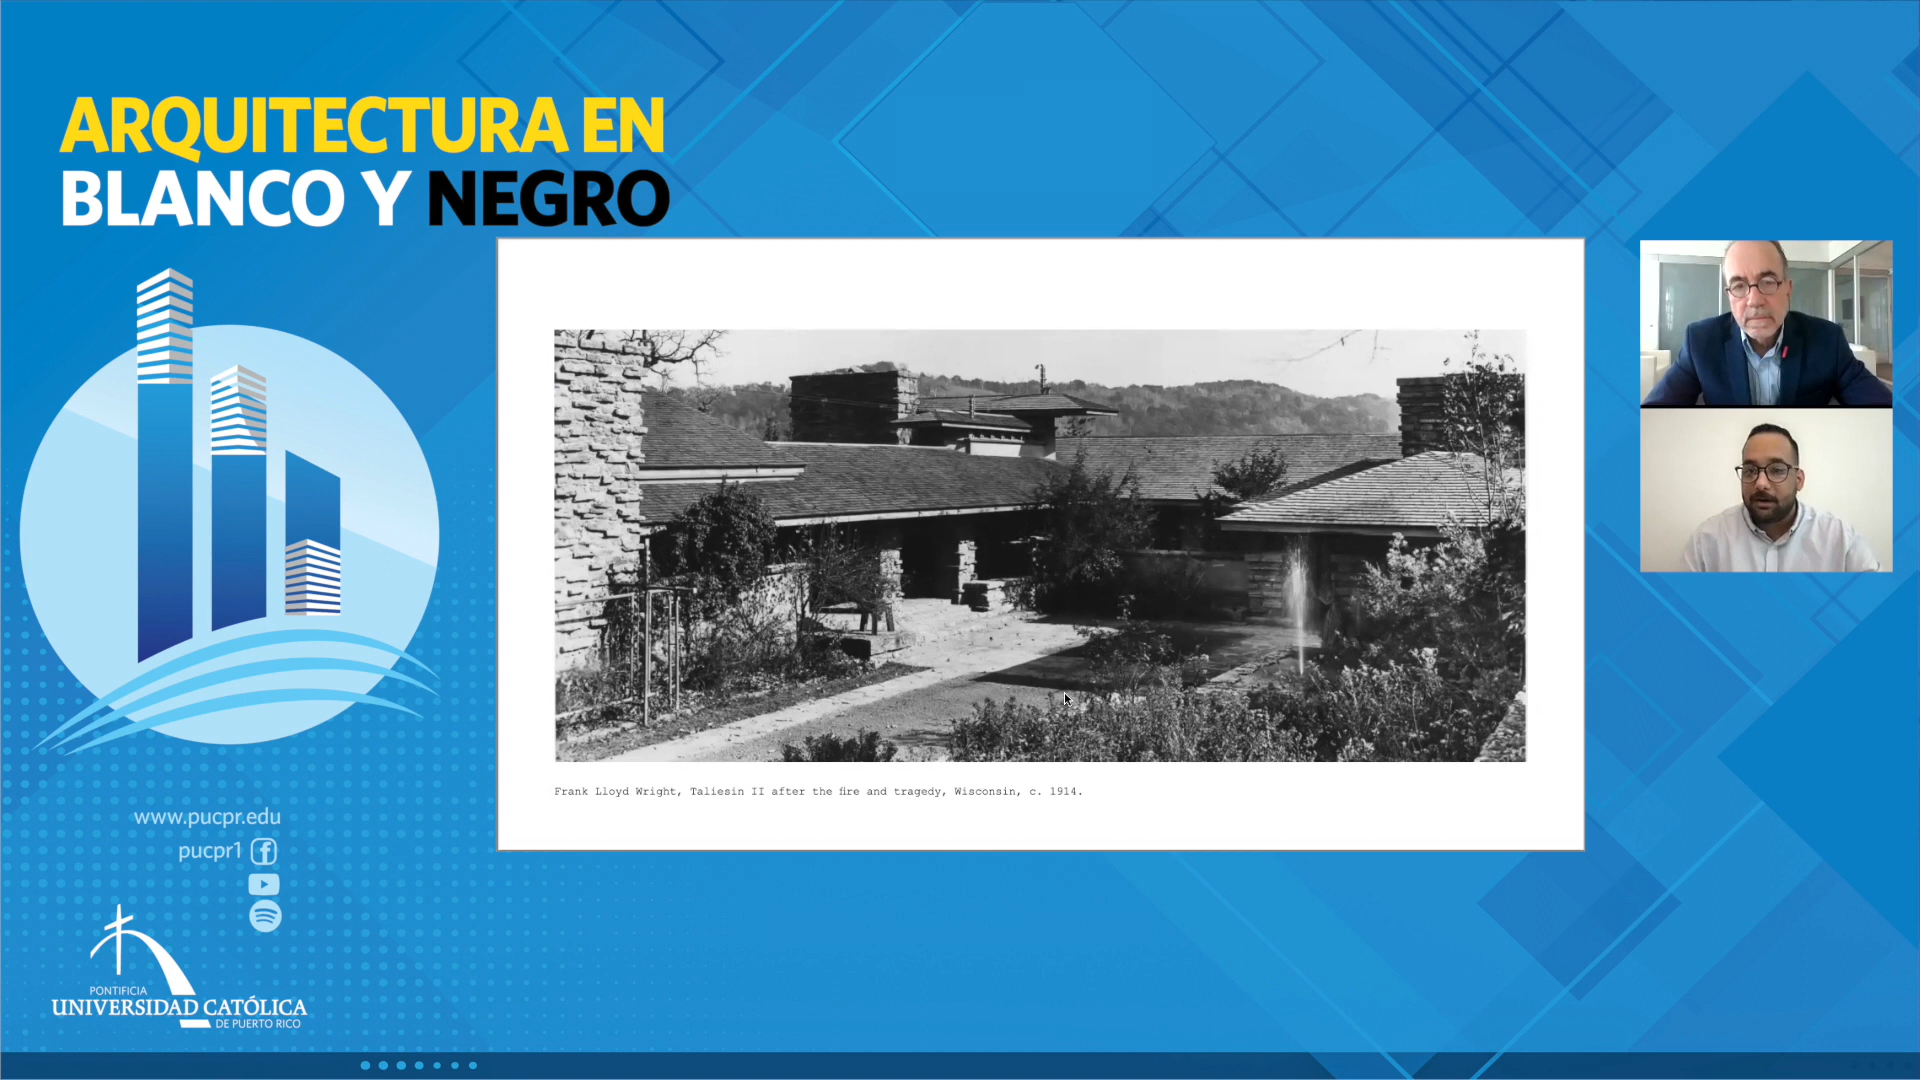 ARQUITECTURA EN
BLANCO Y NEGRO
Frank Lloyd Wright, Taliesin II after the fire and tragedy, Wisconsin, c. 1914.
www.pucpr.edu
pucpr1
PONTIFICIA
UNIVERSIDAD CATÓLICA
DE PUERTO RICO